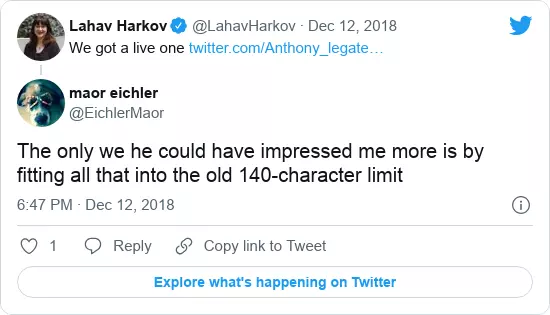 Lahav Harkov @LahavHarkov · Dec 12, 2018
We got a live one twitter.com/Anthony_legate…
maor eichler
@EichlerMaor
The only we he could have impressed me more is by
fitting all that into the old 140-character limit
6:47 PM · Dec 12, 2018
1 Reply Copy link to Tweet
Explore what's happening on Twitter